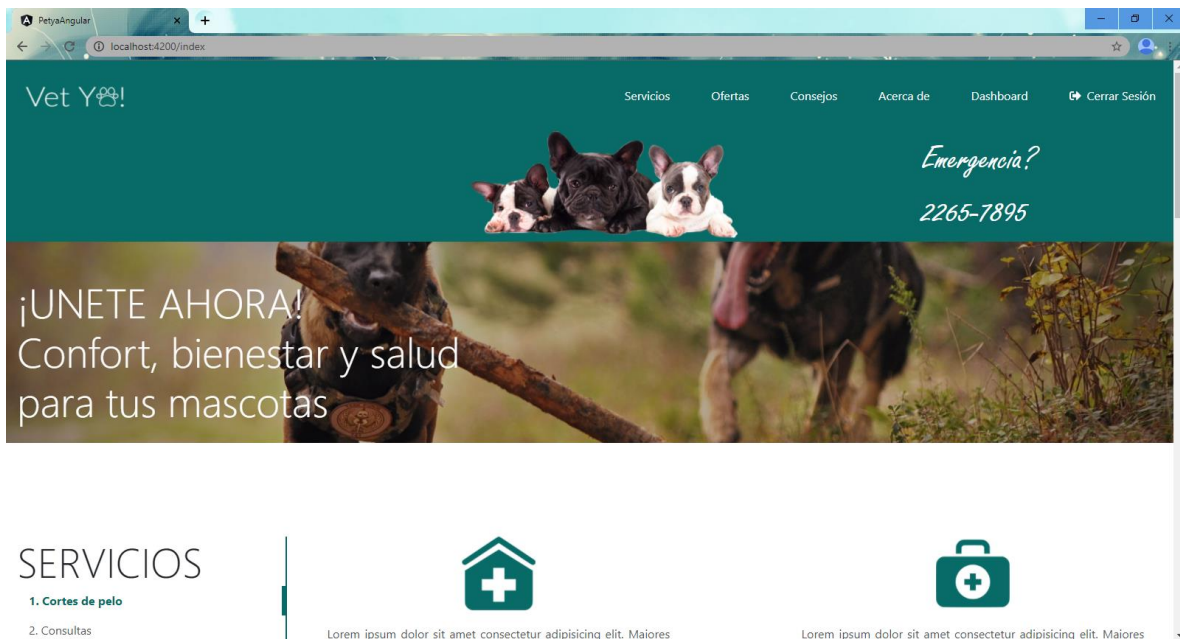 PetyaAngular
localhost:4200/index
Vet Y!
Servicios Ofertas Consejos Acerca de Dashboard Cerrar Sesión
Emergencia?
2265-7895
¡UNETE AHORA!
Confort, bienestar y salud
para tus mascotas
SERVICIOS
1. Cortes de pelo
2. Consultas
Lorem ipsum dolor sit amet consectetur adipisicing elit. Maiores
Lorem ipsum dolor sit amet consectetur adipisicing elit. Maiores